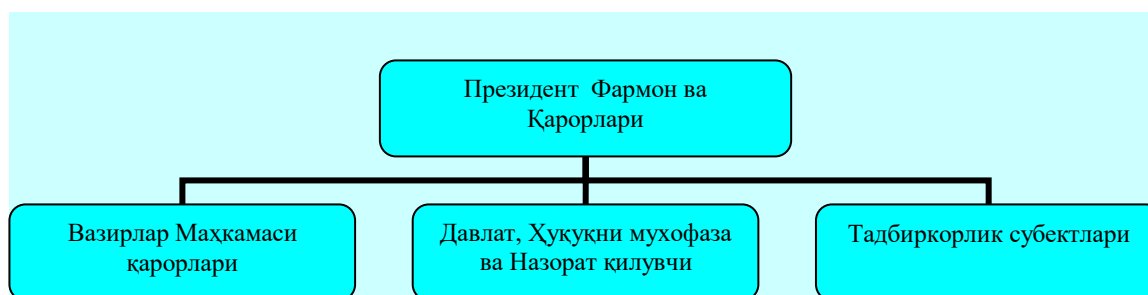 Президент Фармон ва
Қарорлари
Вазирлар Маҳкамаси
қарорлари
Давлат, Ҳуқуқни мухофаза
ва Назорат қилувчи
Тадбиркорлик субектлари